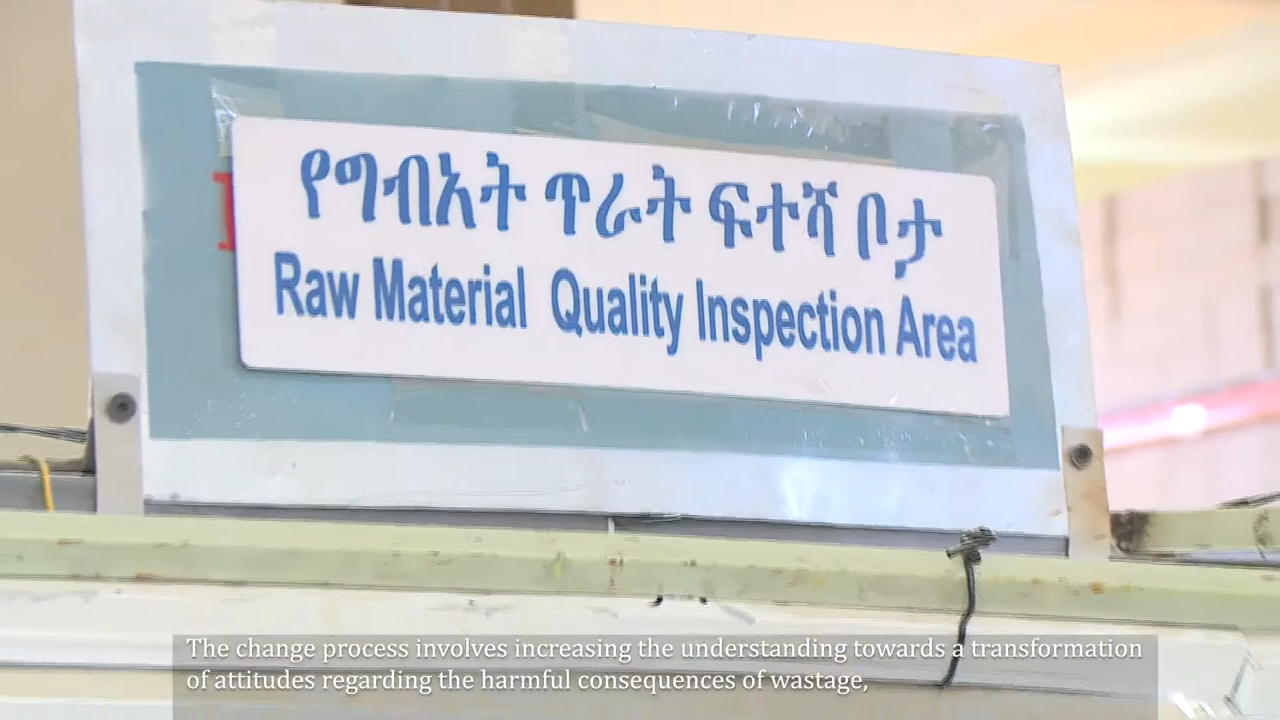 የግብአት ጥራት ፍተሻ ቦታ
Raw Material Quality Inspection Area
The change process involves increasing the understanding towards a transformation
of attitudes regarding the harmful consequences of wastage,